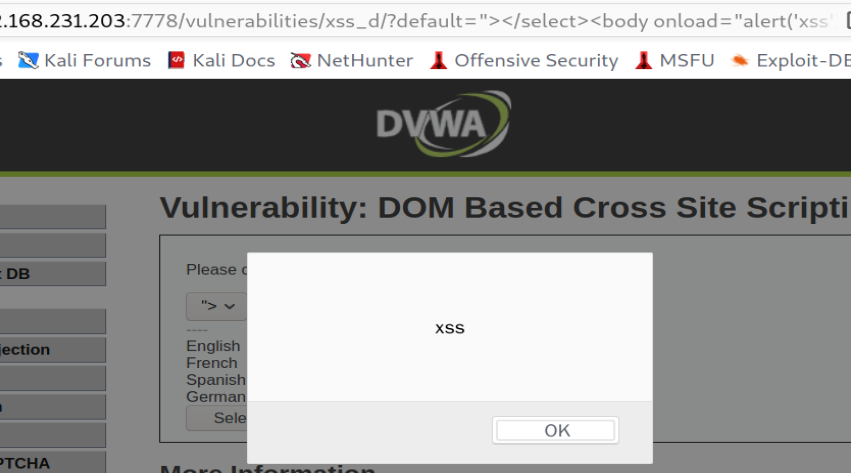 .168.231.203:7778/vulnerabilities/xss_d/?default="></select><body onload="alert('xss'
Kali Forums Kali Docs NetHunter Offensive Security MSFU Exploit-DB
DVWA
Vulnerability: DOM Based Cross Site Scripti
DB
jection
PTCHA
Please
">
----
English
French
Spanish
German
Sele
xss
OK
More Information